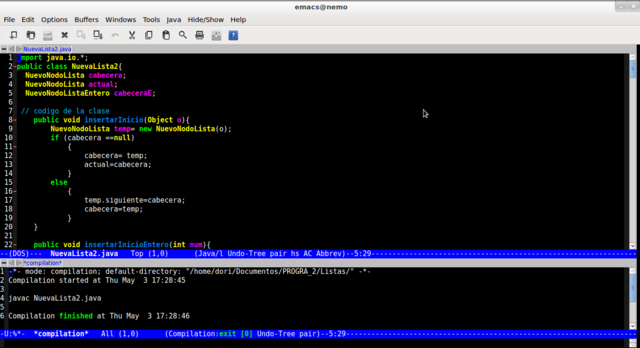 emacs@nemo
File Edit Options Buffers Windows Tools Java Hide/Show Help
NuevaLista2.java
1 import java.io.*;
2 public class NuevaLista2{
3 NuevoNodoLista cabecera;
4 NuevoNodoLista actual;
5 NuevoNodoListaEntero cabeceraE;
6
7 // codigo de la clase
8 public void insertarInicio(Object o){
9 NuevoNodoLista temp= new NuevoNodoLista(o);
10 if (cabecera ==null)
11 {
12 cabecera= temp;
13 actual=cabecera;
14 }
15 else
16 {
17 temp.siguiente=cabecera;
18 cabecera=temp;
19 }
20 }
21
22 public void insertarInicioEntero(int num){
--(DOS)--- NuevaLista2.java Top (1,0) (Java/l Undo-Tree pair hs AC Abbrev)--5:29
*compilation*
1 -*- mode: compilation; default-directory: "/home/dori/Documentos/PROGRA_2/Listas/" -*-
2 Compilation started at Thu May 3 17:28:45
3
4 javac NuevaLista2.java
5
6 Compilation finished at Thu May 3 17:28:46
-U:%*- *compilation* All (1,0) (Compilation:exit [0] Undo-Tree pair)--5:29